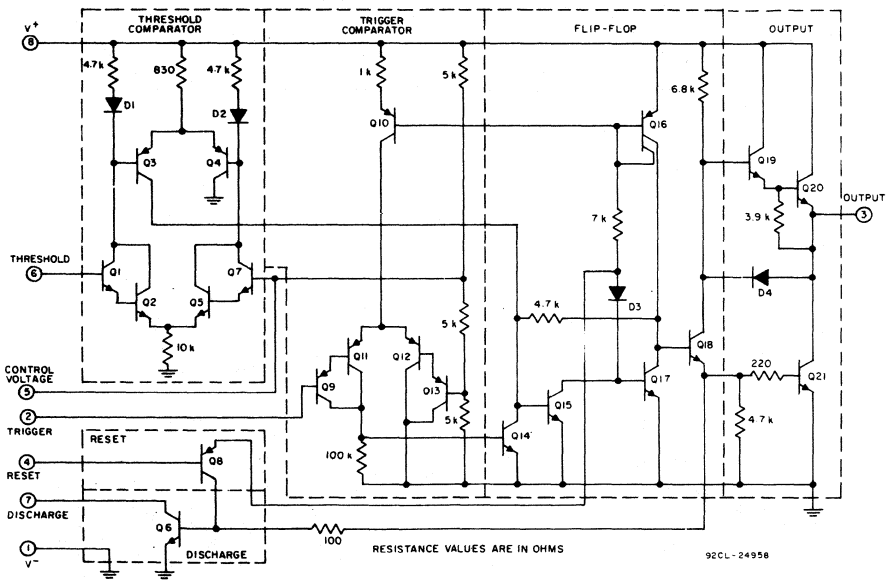 THRESHOLD
COMPARATOR
TRIGGER
COMPARATOR
FLIP-FLOP
OUTPUT
V+
8
4.7k
830
4.7k
1k
5k
6.8k
D1
D2
Q10
Q16
Q19
Q20
Q3
Q4
7k
3.9k
OUTPUT
3
THRESHOLD
6
Q1
Q7
Q2
Q5
D3
D4
4.7k
5k
10k
Q11
Q12
Q18
CONTROL
VOLTAGE
5
Q9
Q13
Q15
Q17
220
Q21
2
TRIGGER
5k
Q14
4.7k
RESET
4
RESET
Q8
100k
7
DISCHARGE
Q6
100
DISCHARGE
1
V-
RESISTANCE VALUES ARE IN OHMS
92CL-24958